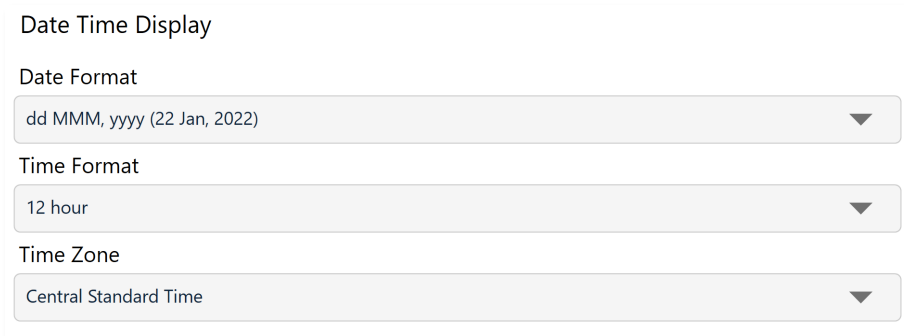 Date Time Display
Date Format
dd MMM, yyyy (22 Jan, 2022)
Time Format
12 hour
Time Zone
Central Standard Time